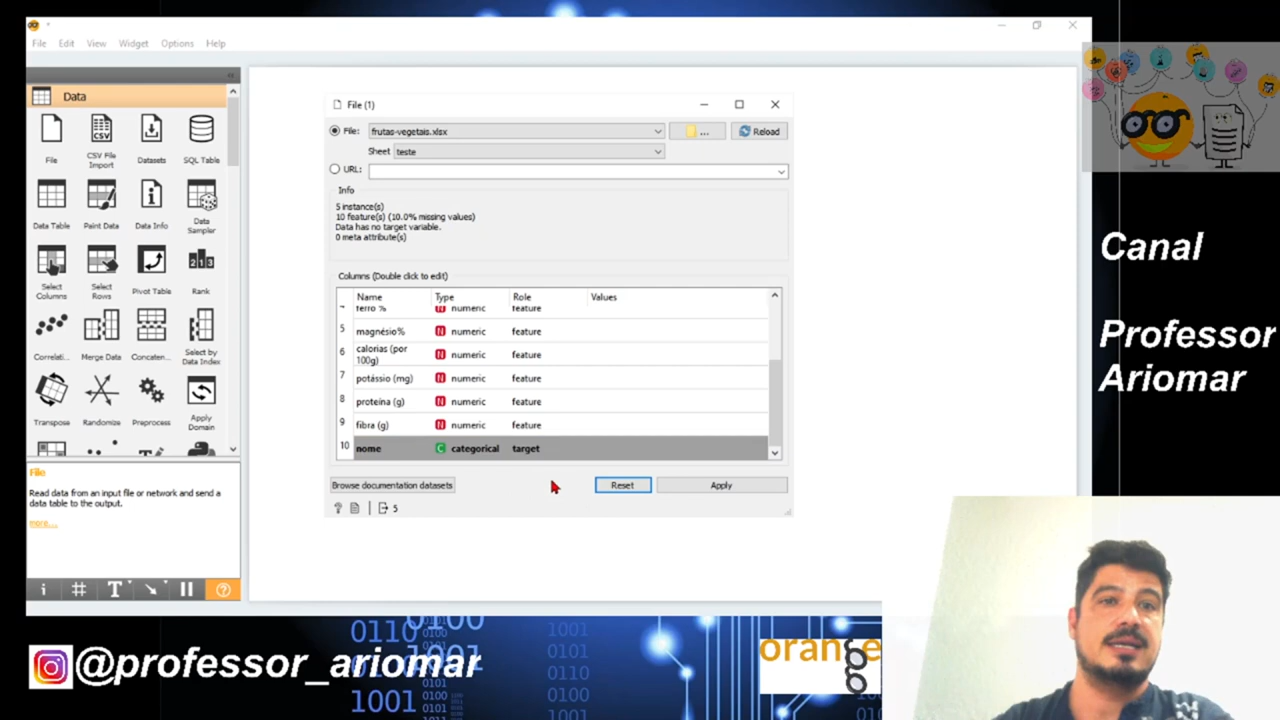 File Edit View Widget Options Help
Data
File
CSV File
Import
Datasets
SQL Table
Data Table
Paint Data
Data Info
Data
Sampler
Select
Columns
Select
Rows
Pivot Table
Rank
Correlati...
Merge Data
Concaten...
Select by
Data Index
Transpose
Randomize
Preprocess
Apply
Domain
File
Read data from an input file or network and send a
data table to the output.
more...
File (1)
File: frutas-vegetais.xlsx ... Reload
Sheet teste
URL:
Info
5 instance(s)
10 feature(s) (10.0% missing values)
Data has no target variable.
0 meta attribute(s)
Columns (Double click to edit)
Name Type Role Values
ferro % N numeric feature
5 magnésio% N numeric feature
6 calorias (por
100g) N numeric feature
7 potássio (mg) N numeric feature
8 proteína (g) N numeric feature
9 fibra (g) N numeric feature
10 nome C categorical target
Browse documentation datasets Reset Apply
? 5
Canal
Professor
Ariomar
@professor_ariomar
orange
0110 0100
1001
1001
0100